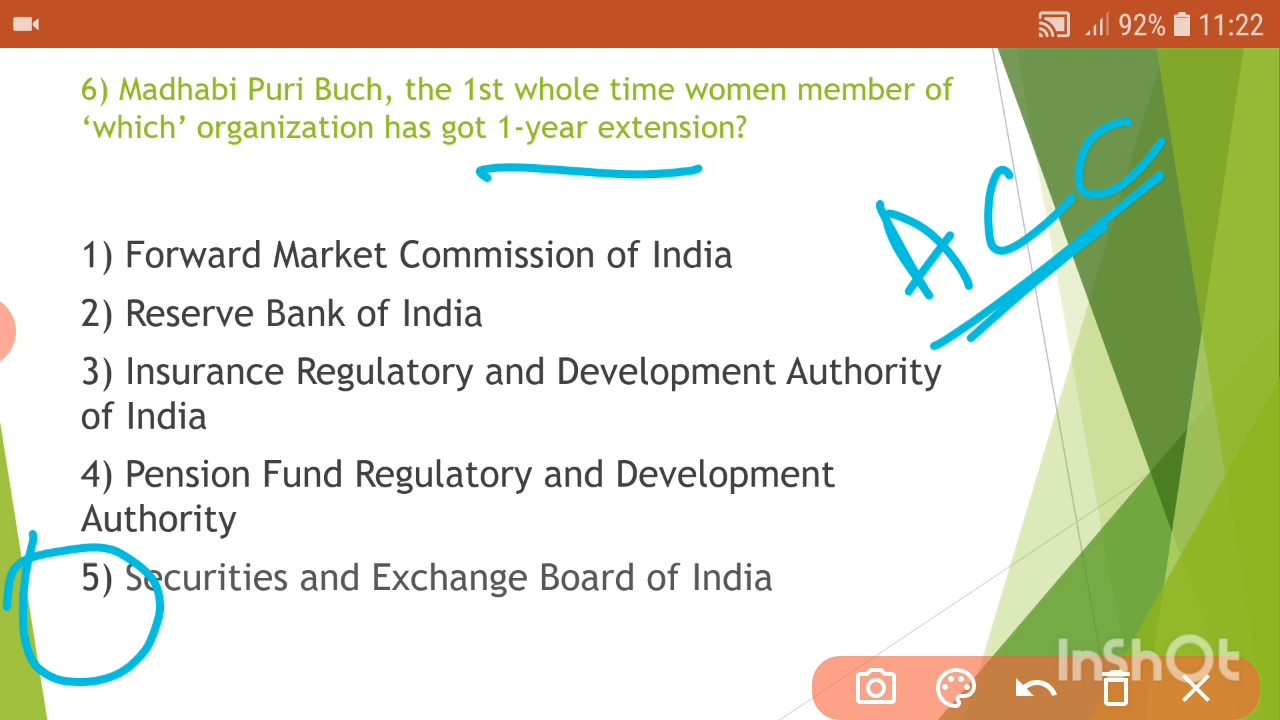 92% 11:22
6) Madhabi Puri Buch, the 1st whole time women member of
‘which’ organization has got 1-year extension?
ACC
1) Forward Market Commission of India
2) Reserve Bank of India
3) Insurance Regulatory and Development Authority
of India
4) Pension Fund Regulatory and Development
Authority
5) Securities and Exchange Board of India
InShOt